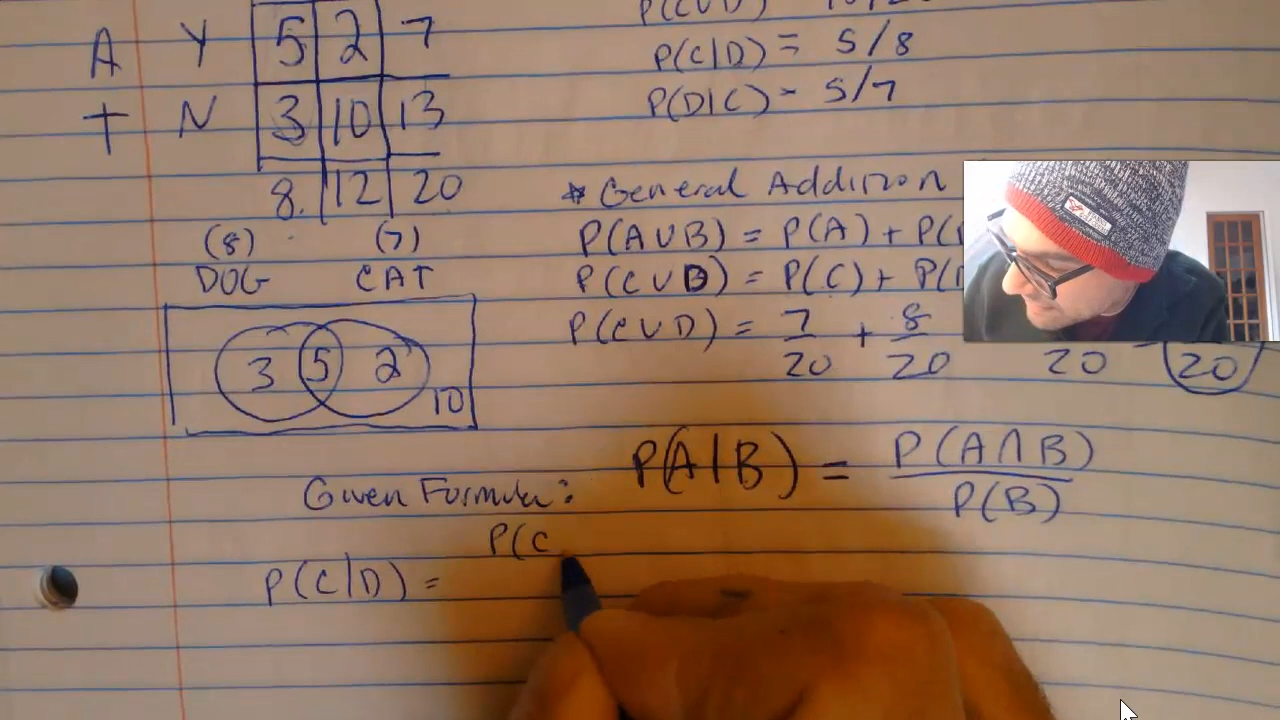 A Y 5 2 7
T N 3 10 13
8. 12 20
(8) (7)
DOG CAT
3 5 2
10
P(C|D) = 5/8
P(D|C) = 5/7
* General Addition
P(A∪B) = P(A) + P(
P(C∪D) = P(C) + P(
P(C∪D) = 7/20 + 8/20 20 20
Given Formula: P(A|B) = P(A∩B) / P(B)
P(C|D) = P(C